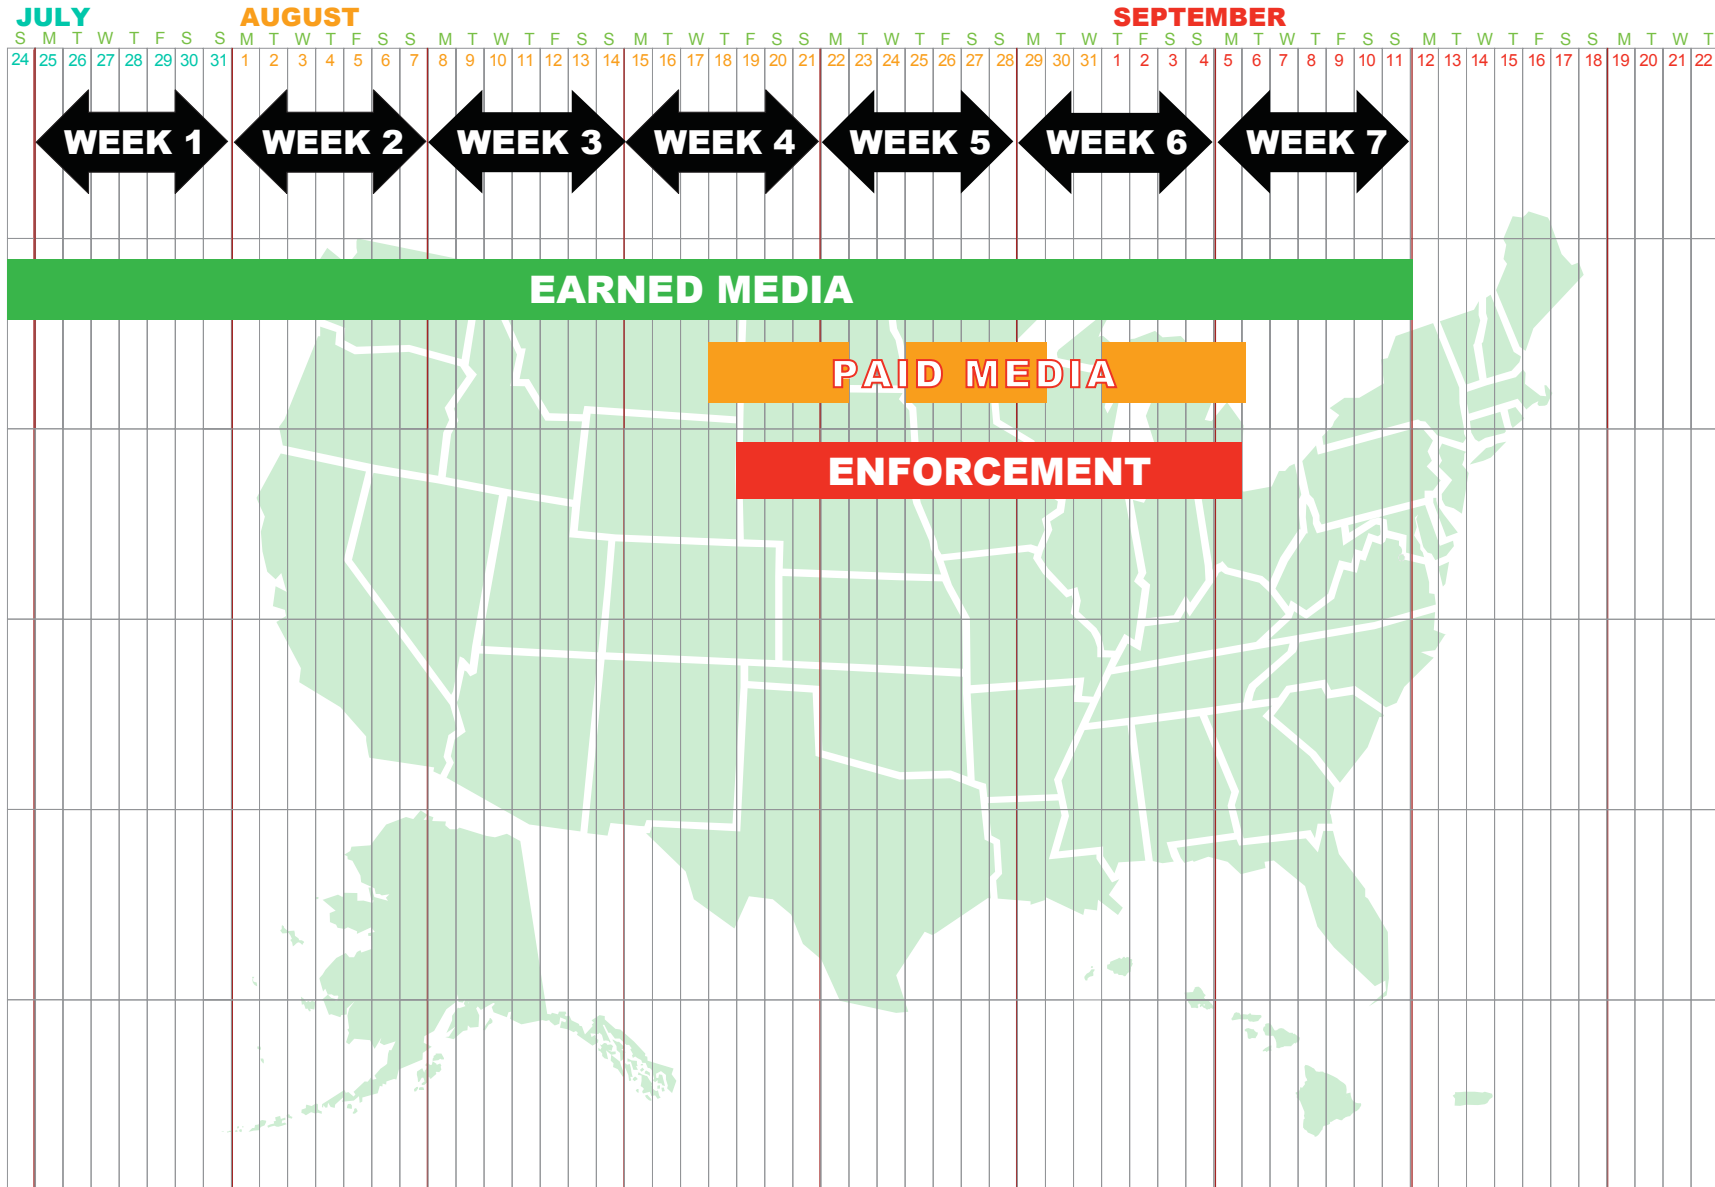 JULY AUGUST SEPTEMBER
S M T W T F S S M T W T F S S M T W T F S S M T W T F S S M T W T F S S M T W T F S S M T W T F S S M T W T F S S M T W T
24 25 26 27 28 29 30 31 1 2 3 4 5 6 7 8 9 10 11 12 13 14 15 16 17 18 19 20 21 22 23 24 25 26 27 28 29 30 31 1 2 3 4 5 6 7 8 9 10 11 12 13 14 15 16 17 18 19 20 21 22
WEEK 1 WEEK 2 WEEK 3 WEEK 4 WEEK 5 WEEK 6 WEEK 7
EARNED MEDIA
PAID MEDIA
ENFORCEMENT